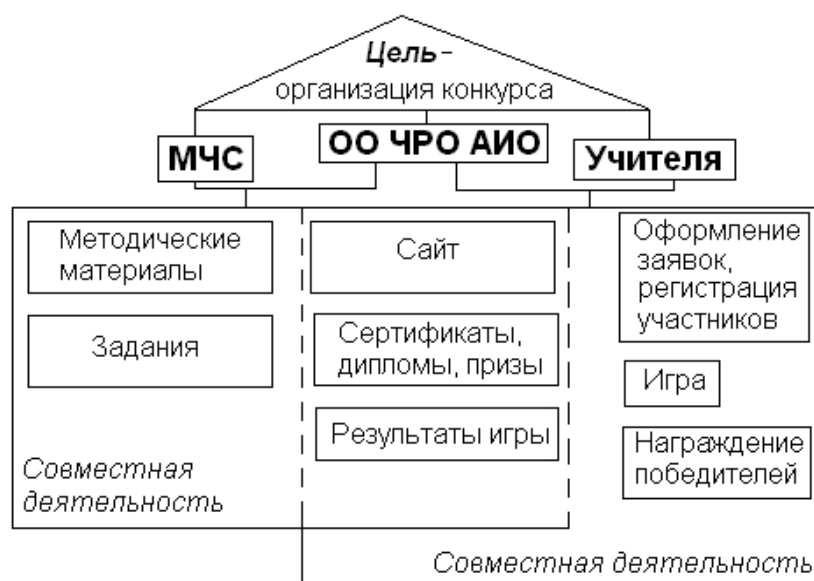 Цель-
организация конкурса
МЧС
ОО ЧРО АИО
Учителя
Методические
материалы
Задания
Совместная
деятельность
Сайт
Сертификаты,
дипломы, призы
Результаты игры
Оформление
заявок,
регистрация
участников
Игра
Награждение
победителей
Совместная деятельность